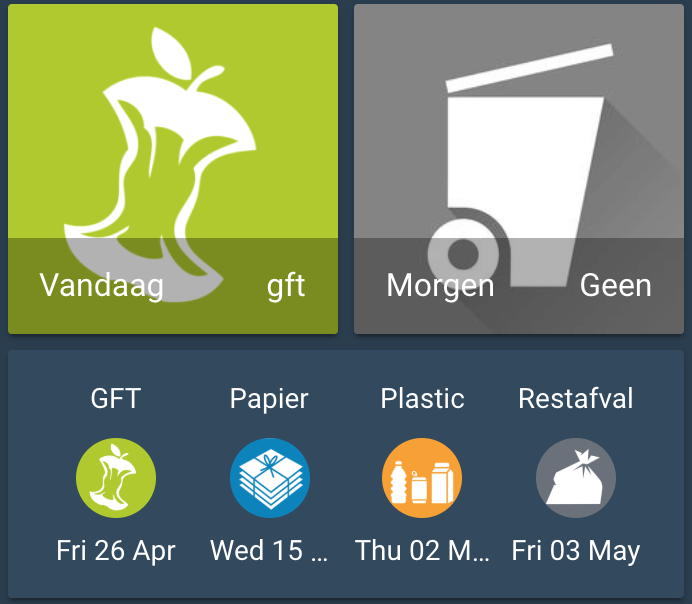 Vandaag gft
Morgen Geen
GFT Papier Plastic Restafval
Fri 26 Apr Wed 15 ... Thu 02 M... Fri 03 May